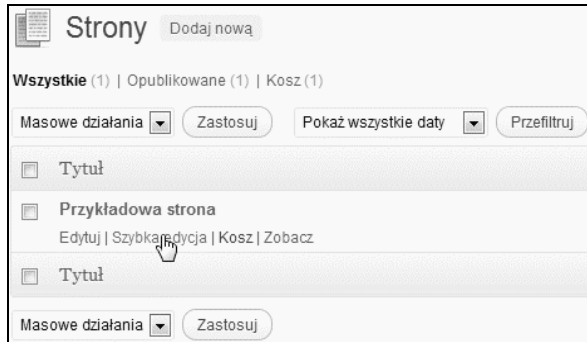 Strony Dodaj nową
Wszystkie (1) | Opublikowane (1) | Kosz (1)
Masowe działania Zastosuj Pokaż wszystkie daty Przefiltruj
Tytuł
Przykładowa strona
Edytuj | Szybka edycja | Kosz | Zobacz
Tytuł
Masowe działania Zastosuj